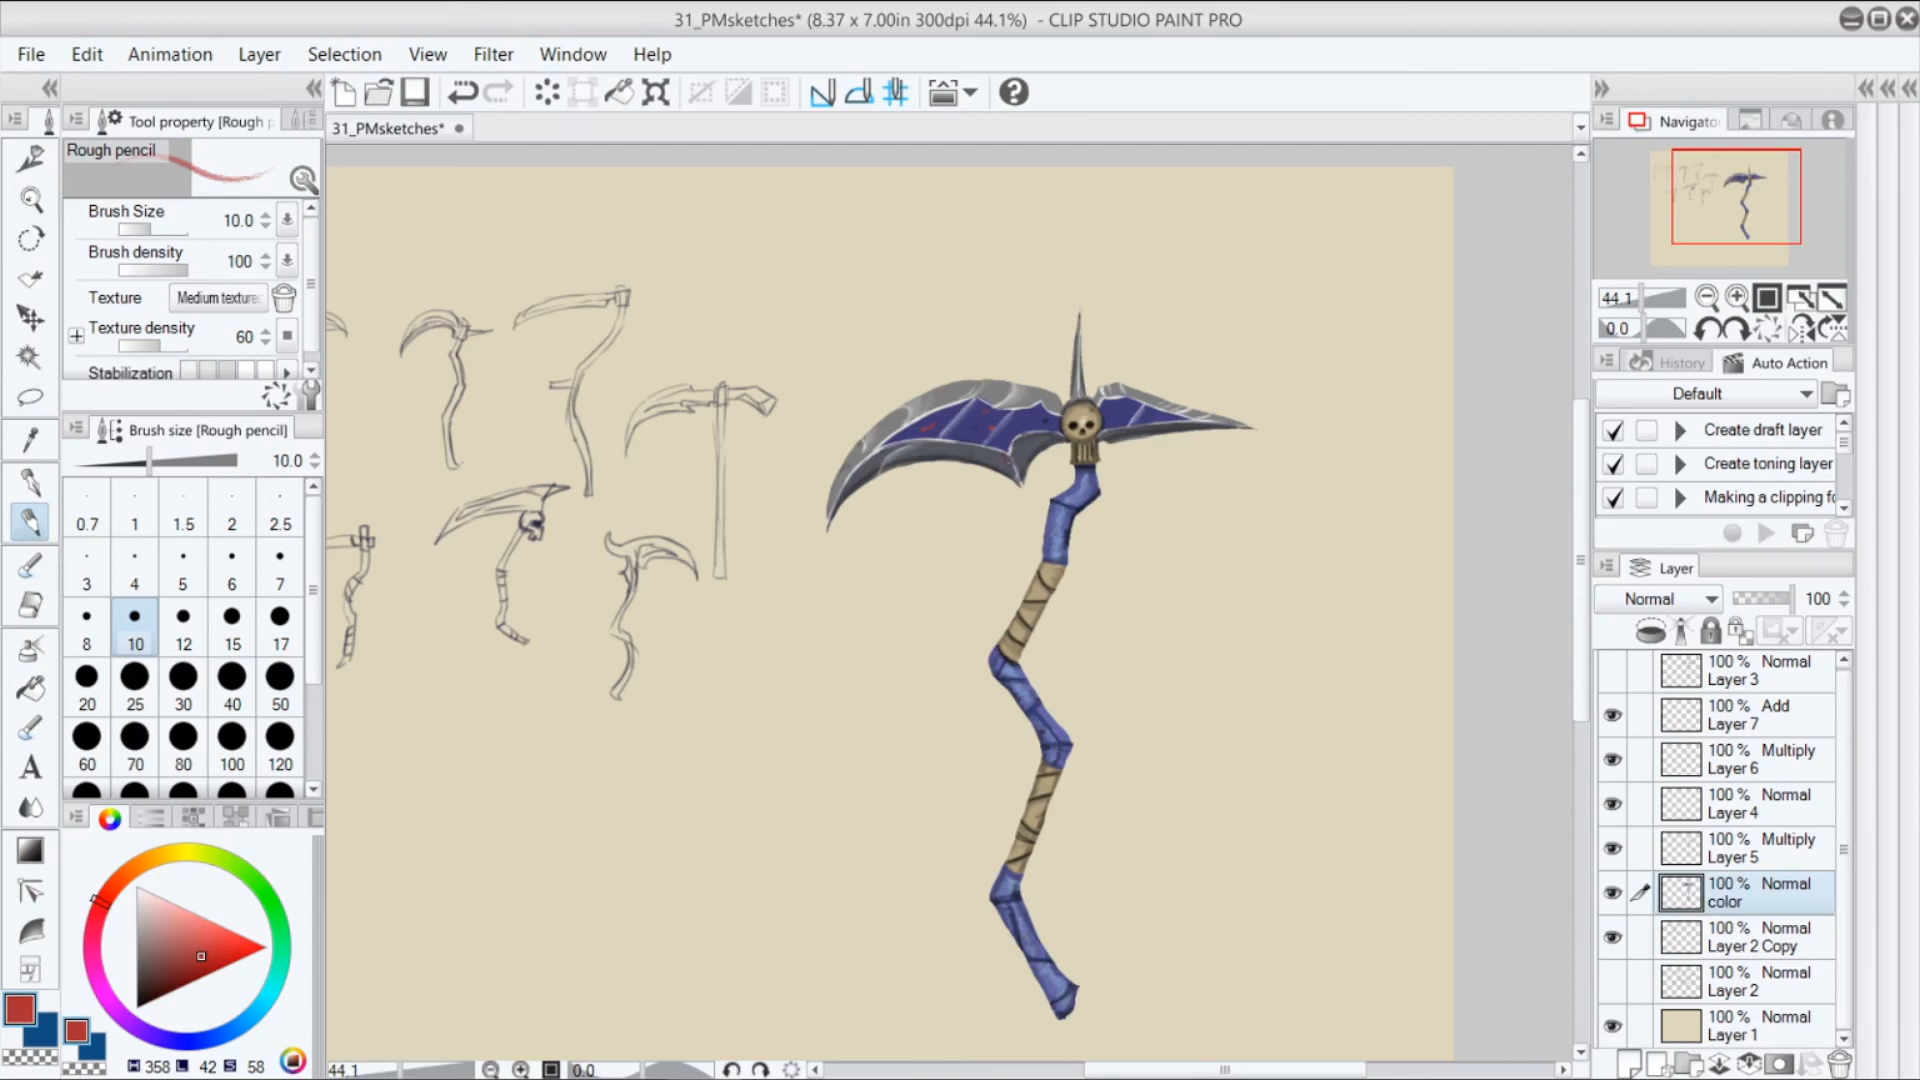 31_PMsketches* (8.37 x 7.00in 300dpi 44.1%) - CLIP STUDIO PAINT PRO
File Edit Animation Layer Selection View Filter Window Help
Tool property [Rough p
31_PMsketches*
Navigator
Rough pencil
Brush Size 10.0
Brush density 100
Texture Medium texture
Texture density 60
Stabilization
Brush size [Rough pencil]
10.0
0.7 1 1.5 2 2.5
3 4 5 6 7
8 10 12 15 17
20 25 30 40 50
60 70 80 100 120
H 358 L 42 S 58
44.1
0.0
44.1
0.0
History Auto Action
Default
Create draft layer
Create toning layer
Making a clipping fo
Layer
Normal 100
100 % Normal
Layer 3
100 % Add
Layer 7
100 % Multiply
Layer 6
100 % Normal
Layer 4
100 % Multiply
Layer 5
100 % Normal
color
100 % Normal
Layer 2 Copy
100 % Normal
Layer 2
100 % Normal
Layer 1